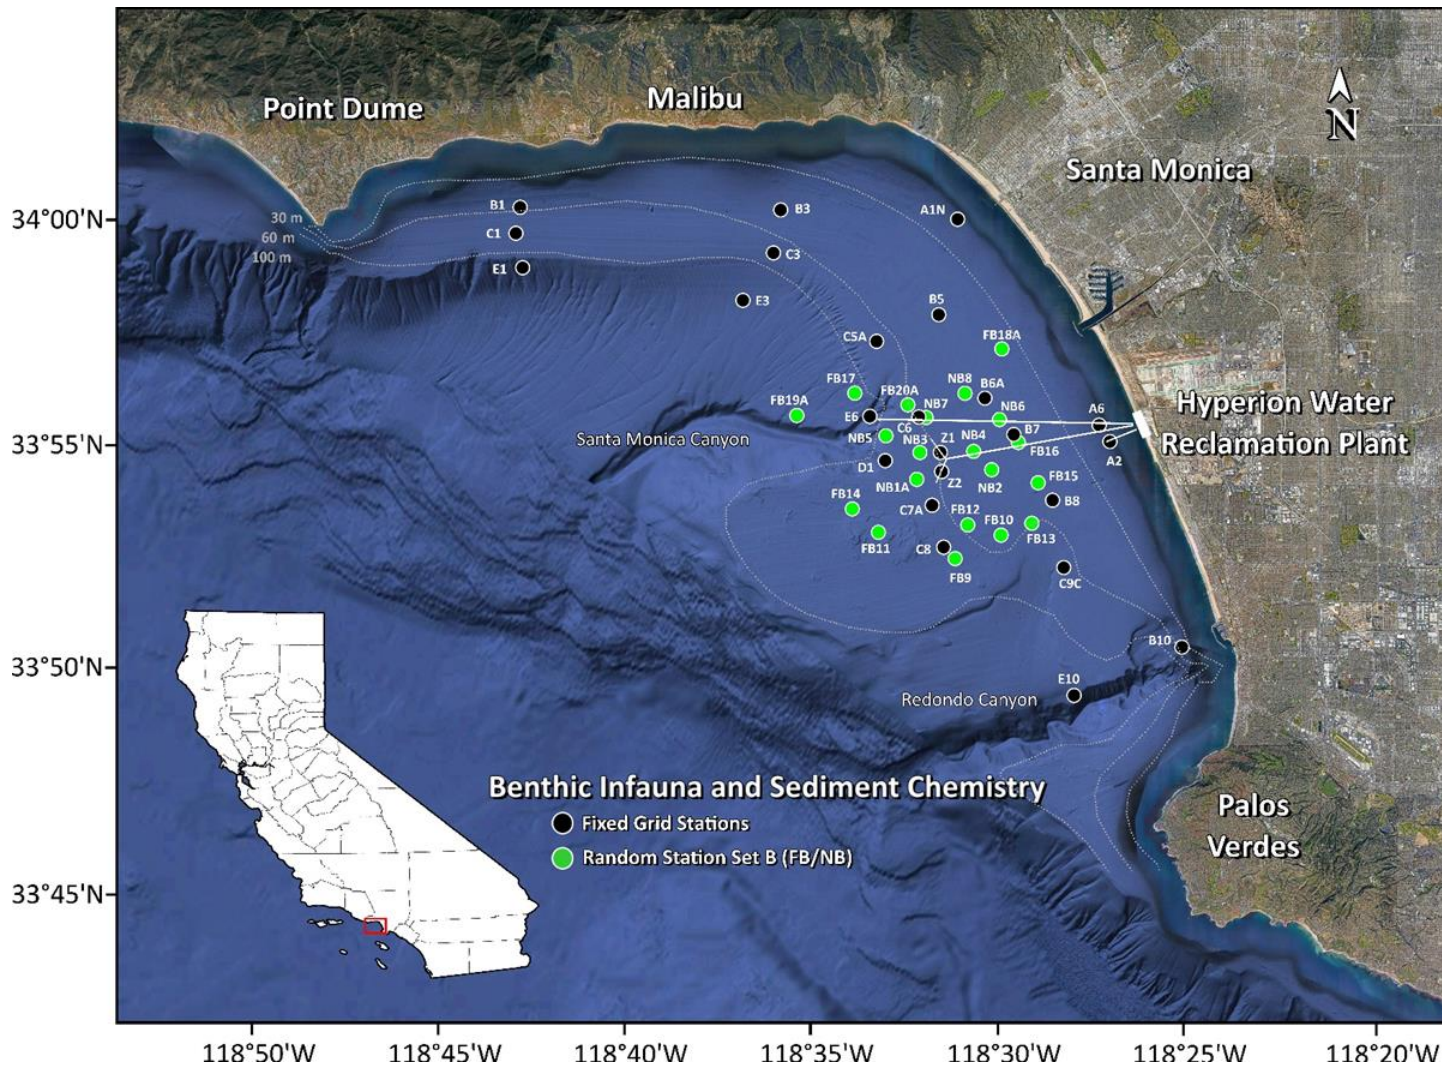 Point Dume
Malibu
N
Santa Monica
34°00'N
30 m
60 m
100 m
B1
B3
A1N
C1
C3
E1
E3
B5
C5A
FB18A
FB17
FB20A
NB8
B6A
FB19A
E6
C6
NB7
NB6
A6
Hyperion Water
Reclamation Plant
33°55'N
Santa Monica Canyon
NB5
NB3
Z1
NB4
B7
FB16
A2
D1
Z2
NB2
FB15
NB1A
FB14
C7A
FB12
FB10
B8
FB11
FB13
C8
FB9
C9C
33°50'N
B10
E10
Redondo Canyon
Benthic Infauna and Sediment Chemistry
Fixed Grid Stations
Random Station Set B (FB/NB)
Palos
Verdes
33°45'N
118°50'W
118°45'W
118°40'W
118°35'W
118°30'W
118°25'W
118°20'W